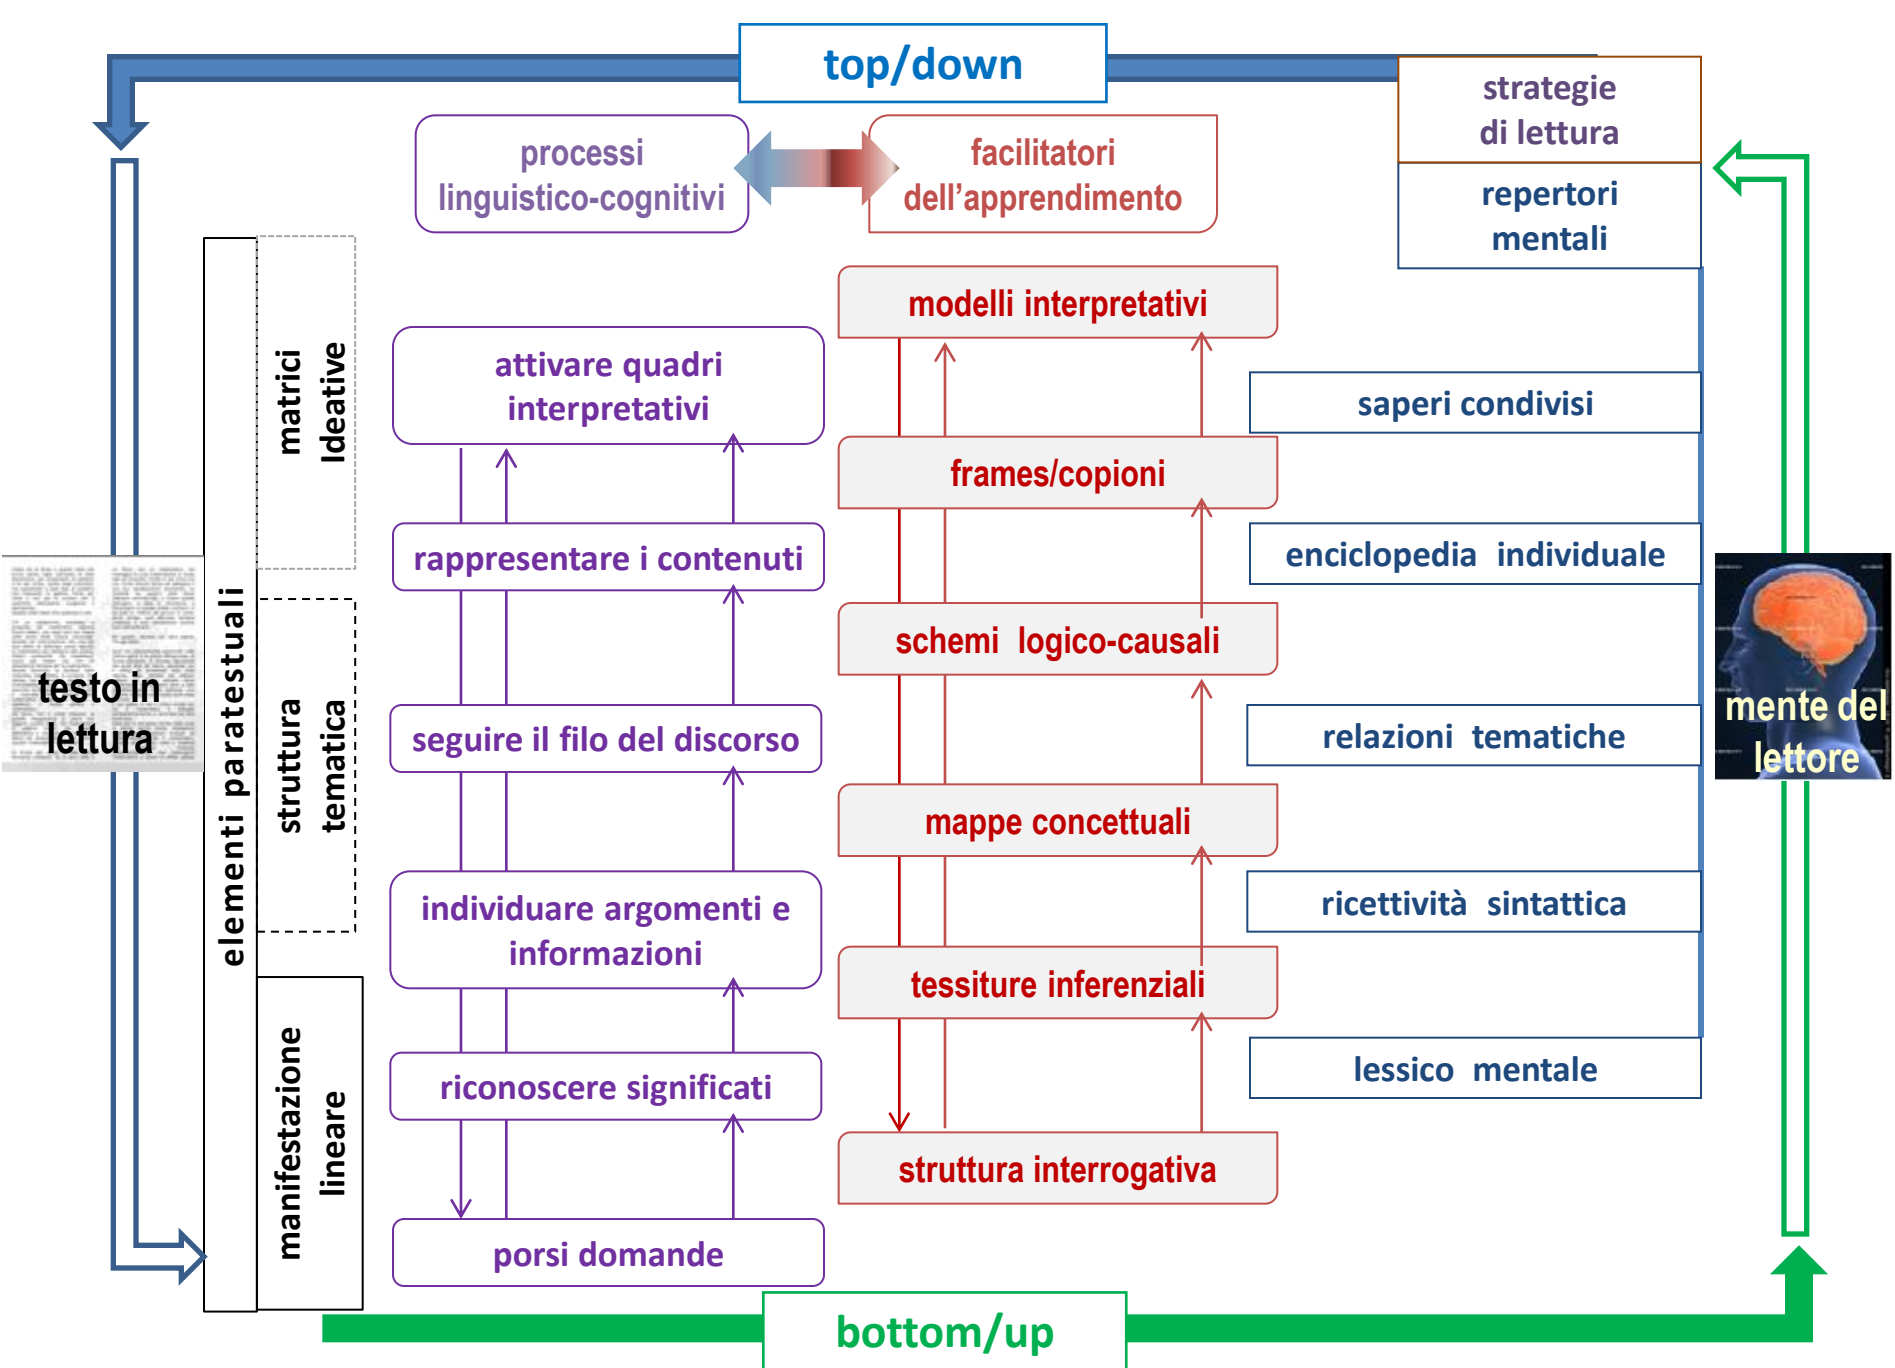 top/down
strategie
di lettura
processi
linguistico-cognitivi
facilitatori
dell'apprendimento
repertori
mentali
matrici
Ideative
modelli interpretativi
attivare quadri
interpretativi
saperi condivisi
frames/copioni
rappresentare i contenuti
enciclopedia individuale
elementi paratestuali
schemi logico-causali
testo in
lettura
struttura
tematica
seguire il filo del discorso
relazioni tematiche
mente del
lettore
mappe concettuali
individuare argomenti e
informazioni
ricettività sintattica
tessiture inferenziali
manifestazione
lineare
riconoscere significati
lessico mentale
struttura interrogativa
porsi domande
bottom/up